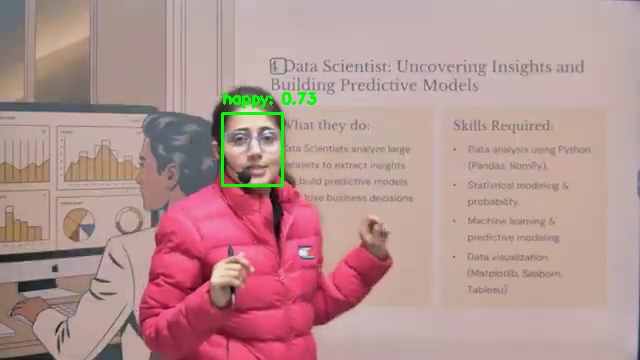 happy: 0.73
4 Data Scientist: Uncovering Insights and
Building Predictive Models
What they do:
Data Scientists analyze large
datasets to extract insights
build predictive models
business decisions
Skills Required:
• Data analysis using Python
(Pandas, NumPy).
• Statistical modeling &
probability.
• Machine learning &
predictive modeling
• Data visualization
(Matplotlib, Seaborn,
Tableau)